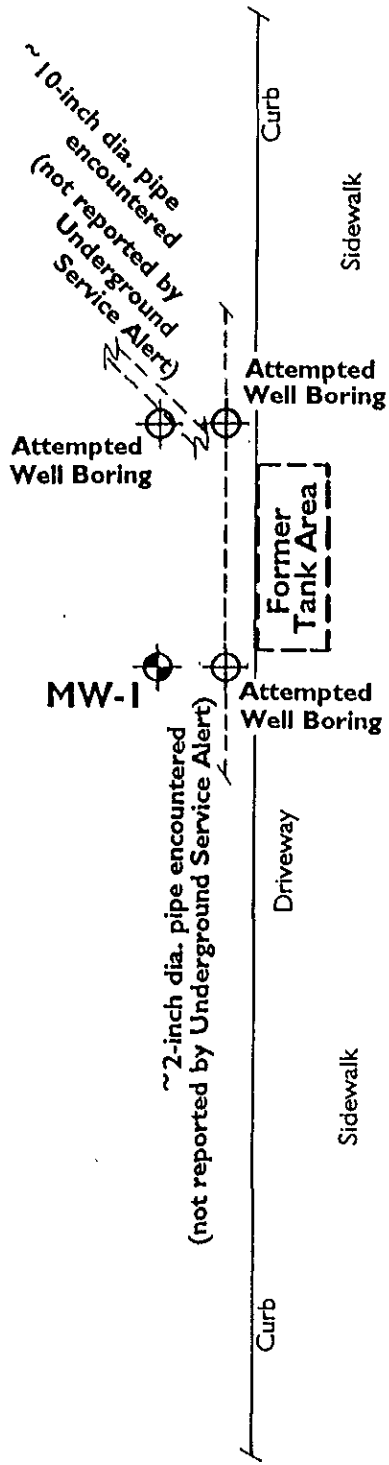 ~10-inch dia. pipe
encountered
(not reported by
Underground
Service Alert)
Attempted
Well Boring
Attempted
Well Boring
Curb
Sidewalk
Former
Tank Area
MW-1
Attempted
Well Boring
~2-inch dia. pipe encountered
(not reported by Underground Service Alert)
Driveway
Sidewalk
Curb